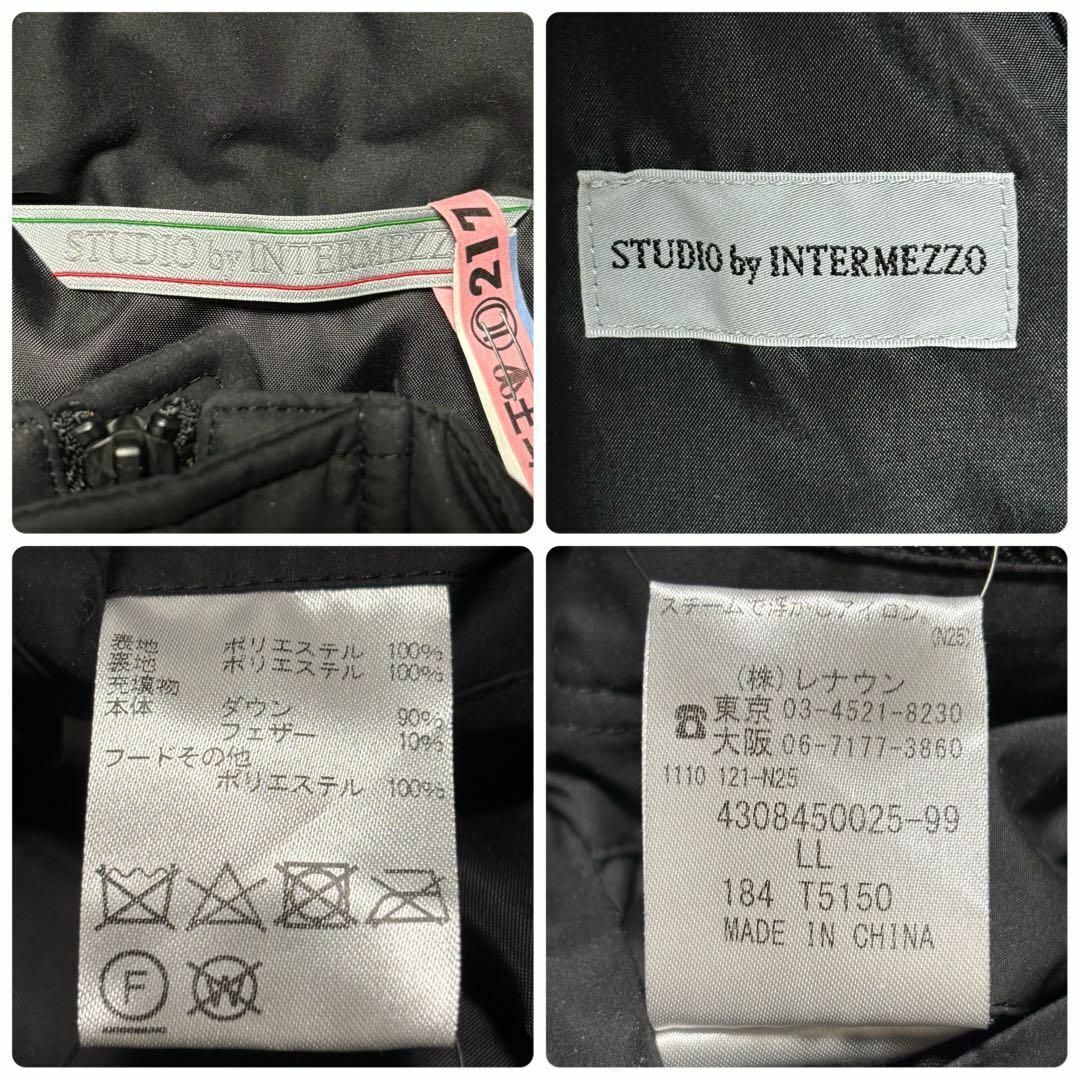 STUDIO by INTERMEZZ
217
STUDIO by INTERMEZZO
表地 ポリエステル 100%
裏地 ポリエステル 100%
充填物
本体 ダウン 90%
フェザー 10%
フードその他
ポリエステル 100%
F
W
(N25)
(株)レナウン
☎東京 03-4521-8230
大阪 06-7177-3860
1110 121-N25
4308450025-99
LL
184 T5150
MADE IN CHINA